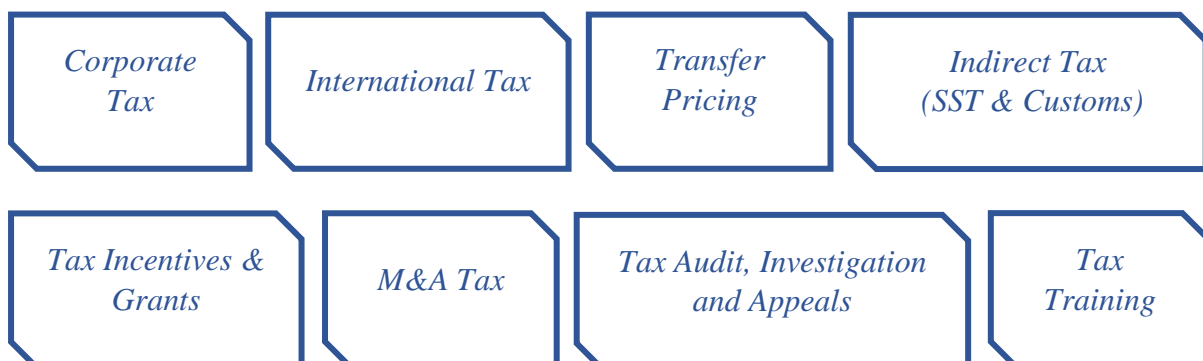 Corporate
Tax
International Tax
Transfer
Pricing
Indirect Tax
(SST & Customs)
Tax Incentives &
Grants
M&A Tax
Tax Audit, Investigation
and Appeals
Tax
Training